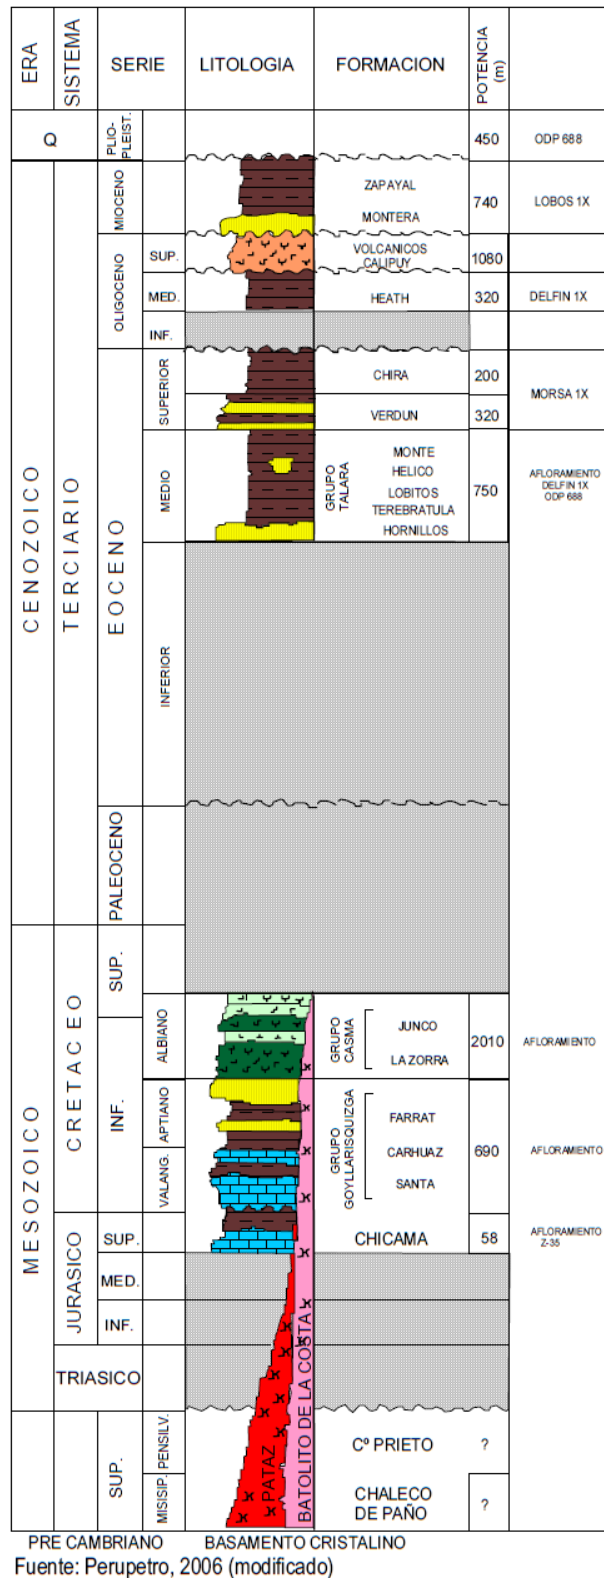 ERA
SISTEMA
SERIE
LITOLOGIA
FORMACION
POTENCIA
(m)
Q
PLIO-
PLEIST.
450
ODP 688
CENOZOICO
TERCIARIO
MIOCENO
ZAPAYAL
MONTERA
740
LOBOS 1X
OLIGOCENO
SUP.
VOLCANICOS
CALIPUY
1080
MED.
HEATH
320
DELFIN 1X
INF.
EOCENO
SUPERIOR
CHIRA
200
MORSA 1X
VERDUN
320
MEDIO
GRUPO
TALARA
MONTE
HELICO
LOBITOS
TEREBRATULA
HORNILLOS
750
AFLORAMIENTO
DELFIN 1X
ODP 688
INFERIOR
PALEOCENO
MESOZOICO
CRETACEO
SUP.
INF.
ALBIANO
GRUPO
CASMA
JUNCO
LA ZORRA
2010
AFLORAMIENTO
APTIANO
VALANG.
GRUPO
GOYLLARISQUIZGA
FARRAT
CARHUAZ
SANTA
690
AFLORAMIENTO
JURASICO
SUP.
CHICAMA
58
AFLORAMIENTO
Z-35
MED.
INF.
TRIASICO
SUP.
PENSILV.
Cº PRIETO
?
MISISIP.
CHALECO
DE PAÑO
?
PATAZ
BATOLITO DE LA COSTA
PRE CAMBRIANO BASAMENTO CRISTALINO
Fuente: Perupetro, 2006 (modificado)